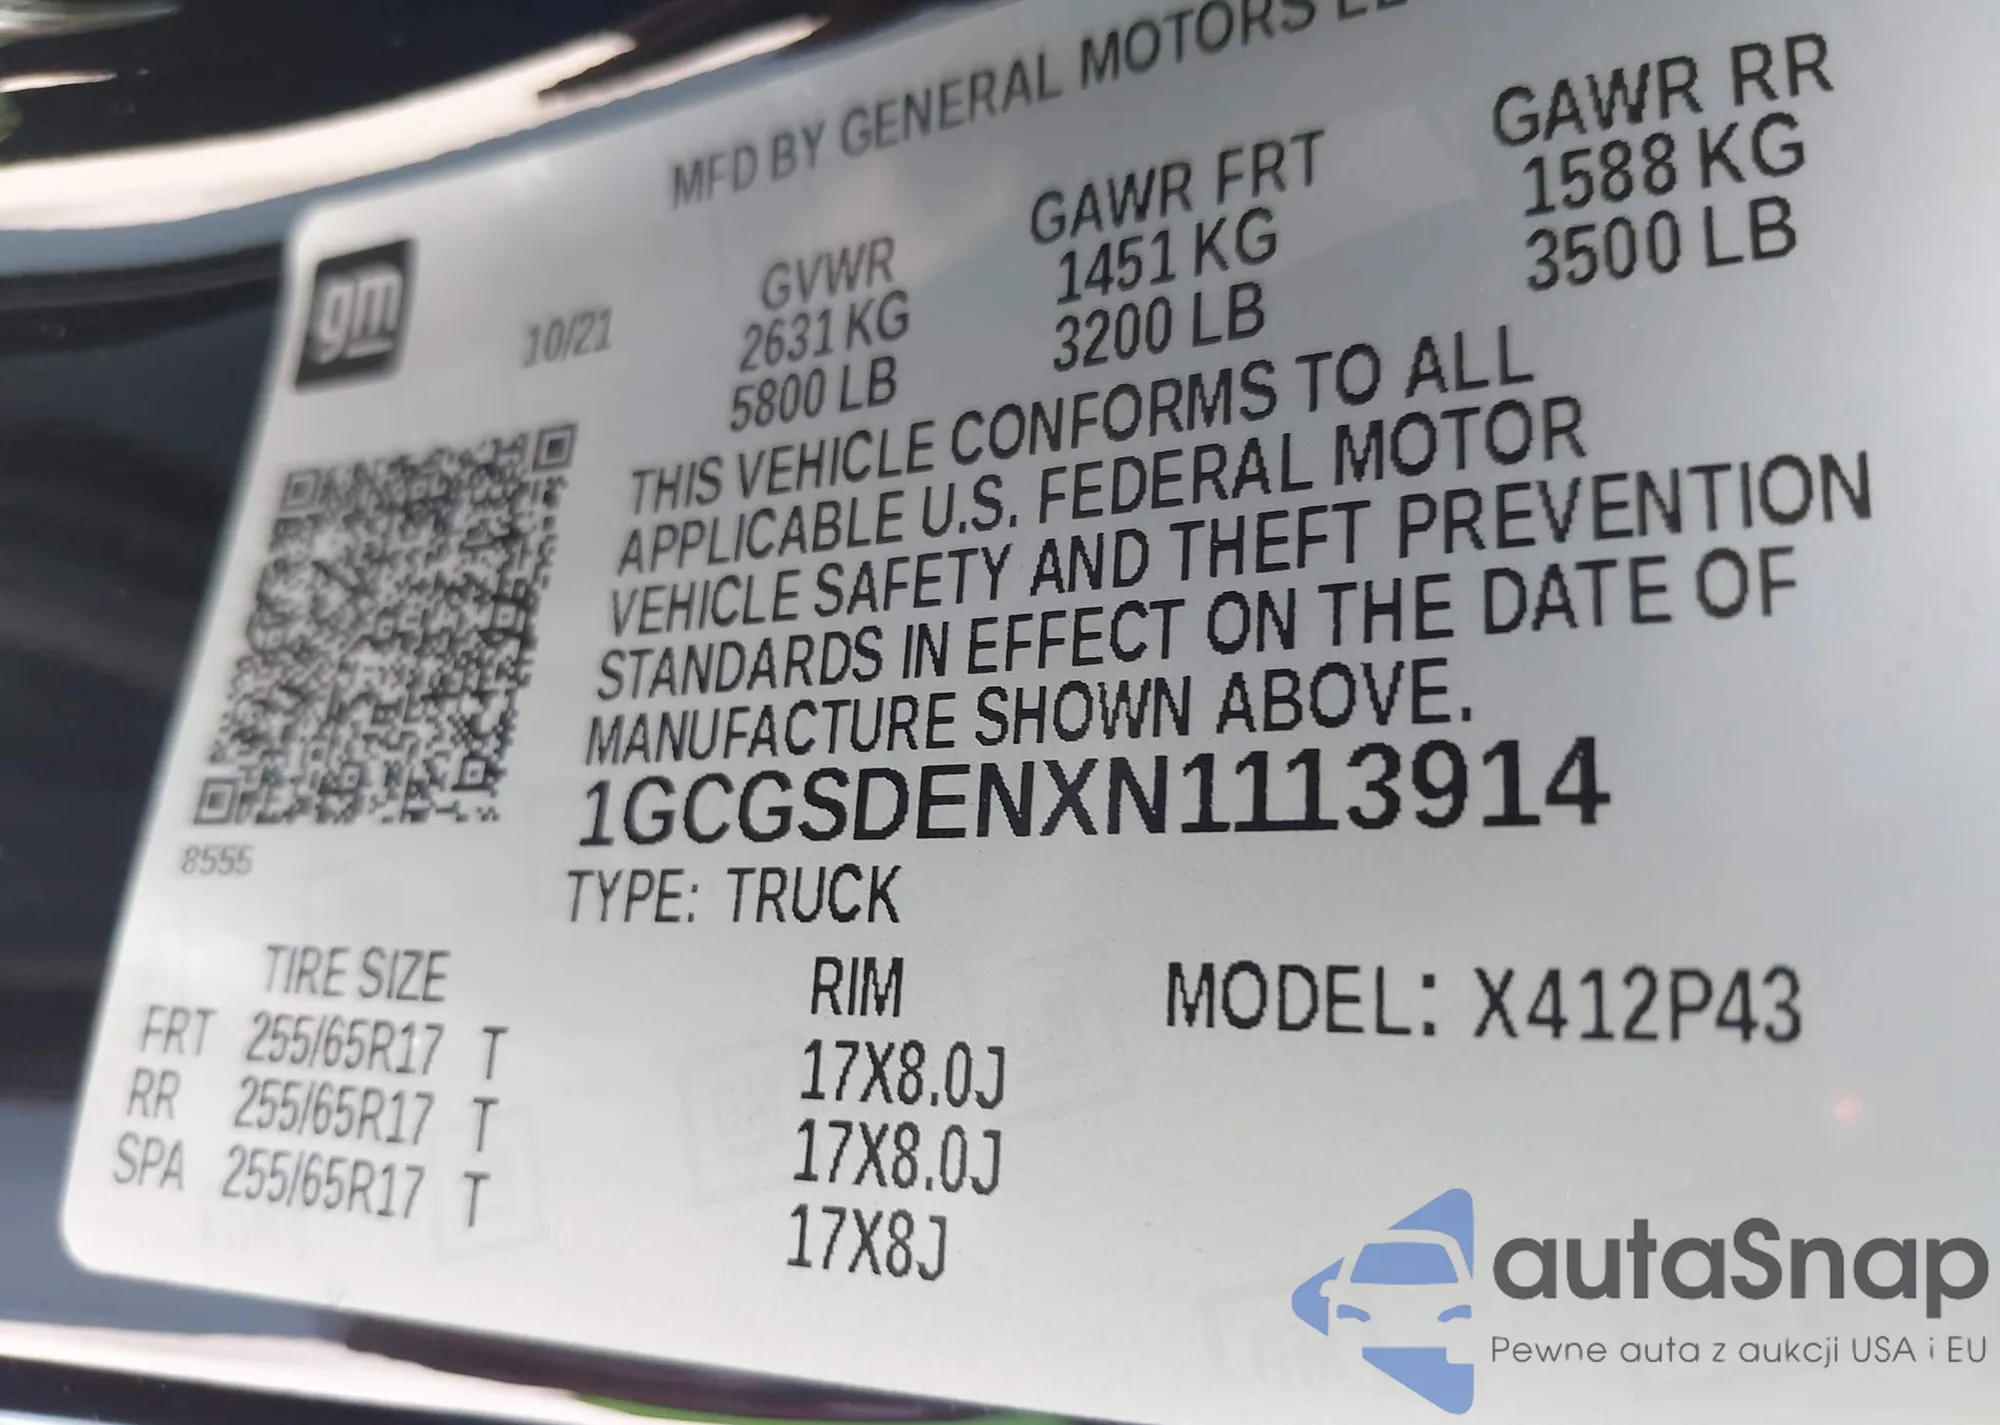 MFD BY GENERAL MOTORS
gm
10/21
GVWR
2631 KG
5800 LB
GAWR FRT
1451 KG
3200 LB
GAWR RR
1588 KG
3500 LB
THIS VEHICLE CONFORMS TO ALL
APPLICABLE U.S. FEDERAL MOTOR
VEHICLE SAFETY AND THEFT PREVENTION
STANDARDS IN EFFECT ON THE DATE OF
MANUFACTURE SHOWN ABOVE.
1GCGSDENXN1113914
8555
TYPE: TRUCK
TIRE SIZE
FRT 255/65R17 T
RR 255/65R17 T
SPA 255/65R17 T
RIM
17X8.0J
17X8.0J
17X8J
MODEL: X412P43
autaSnap
Pewne auta z aukcji USA i EU